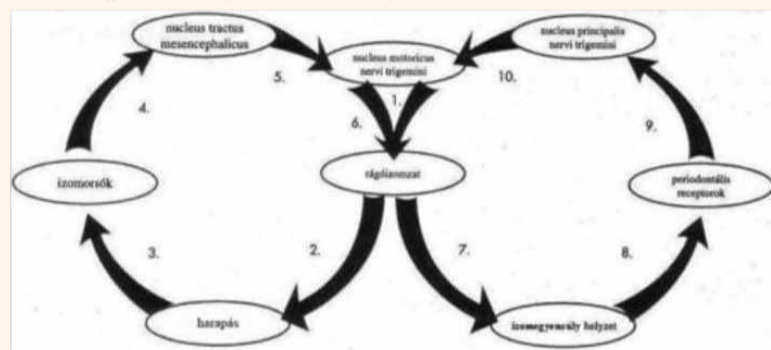 nucleus tractus
mesencephalicus
nucleus motoricus
nervi trigemini
nucleus principalis
nervi trigemini
5.
10.
1.
4.
6.
9.
izomorsók
rágóizomzat
periodontális
receptorok
3.
2.
7.
8.
harapás
izomegyensúly helyzet